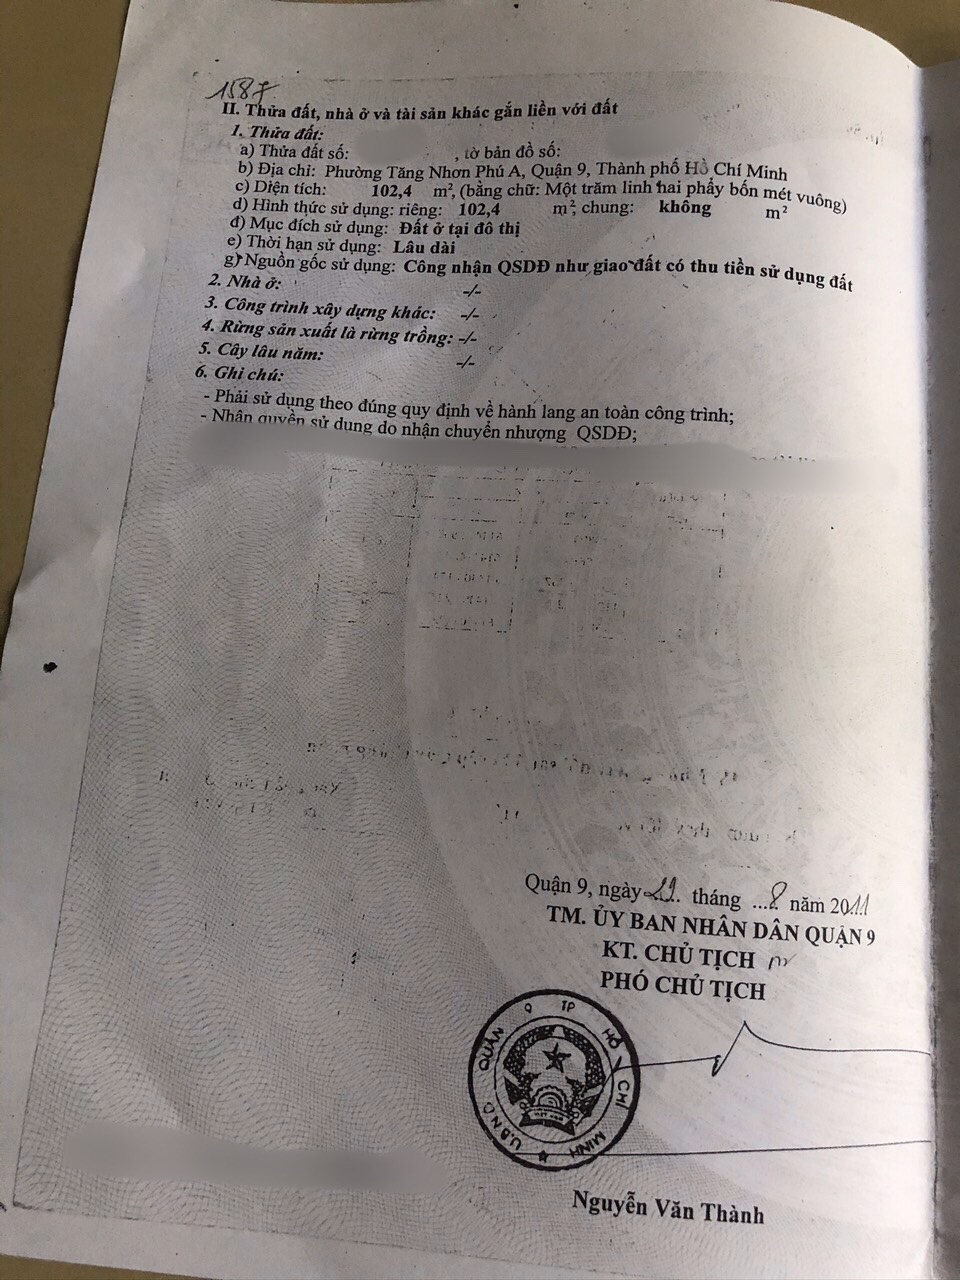 1587
II. Thửa đất, nhà ở và tài sản khác gắn liền với đất
1. Thửa đất:
a) Thửa đất số: , tờ bản đồ số:
b) Địa chỉ: Phường Tăng Nhơn Phú A, Quận 9, Thành phố Hồ Chí Minh
c) Diện tích: 102,4 m², (bằng chữ: Một trăm linh hai phẩy bốn mét vuông)
d) Hình thức sử dụng: riêng: 102,4 m²; chung: không m²
đ) Mục đích sử dụng: Đất ở tại đô thị
e) Thời hạn sử dụng: Lâu dài
g) Nguồn gốc sử dụng: Công nhận QSDĐ như giao đất có thu tiền sử dụng đất
2. Nhà ở: -/-
3. Công trình xây dựng khác: -/-
4. Rừng sản xuất là rừng trồng: -/-
5. Cây lâu năm: -/-
6. Ghi chú:
- Phải sử dụng theo đúng quy định về hành lang an toàn công trình;
- Nhận quyền sử dụng do nhận chuyển nhượng QSDĐ;
Quận 9, ngày 29. tháng ...8 năm 2011
TM. ỦY BAN NHÂN DÂN QUẬN 9
KT. CHỦ TỊCH
PHÓ CHỦ TỊCH
U.B.N.D QUẬN 9 TP HỒ CHÍ MINH
Nguyễn Văn Thành